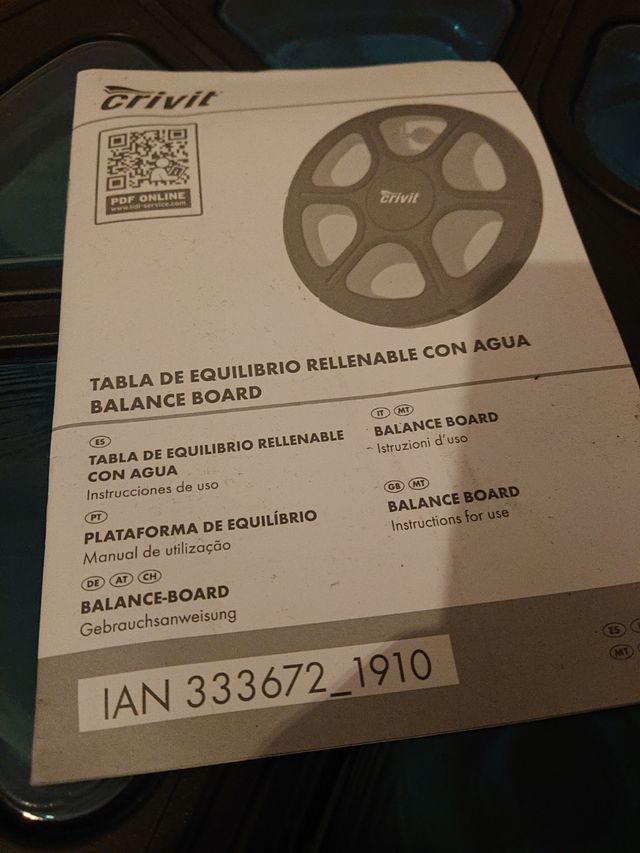 crivit
PDF ONLINE
www.lidl-service.com
crivit
TABLA DE EQUILIBRIO RELLENABLE CON AGUA
BALANCE BOARD
ES
TABLA DE EQUILIBRIO RELLENABLE
CON AGUA
Instrucciones de uso
PT
PLATAFORMA DE EQUILÍBRIO
Manual de utilização
DE AT CH
BALANCE-BOARD
Gebrauchsanweisung
IT MT
BALANCE BOARD
Istruzioni d'uso
GB MT
BALANCE BOARD
Instructions for use
IAN 333672_1910
ES
MT